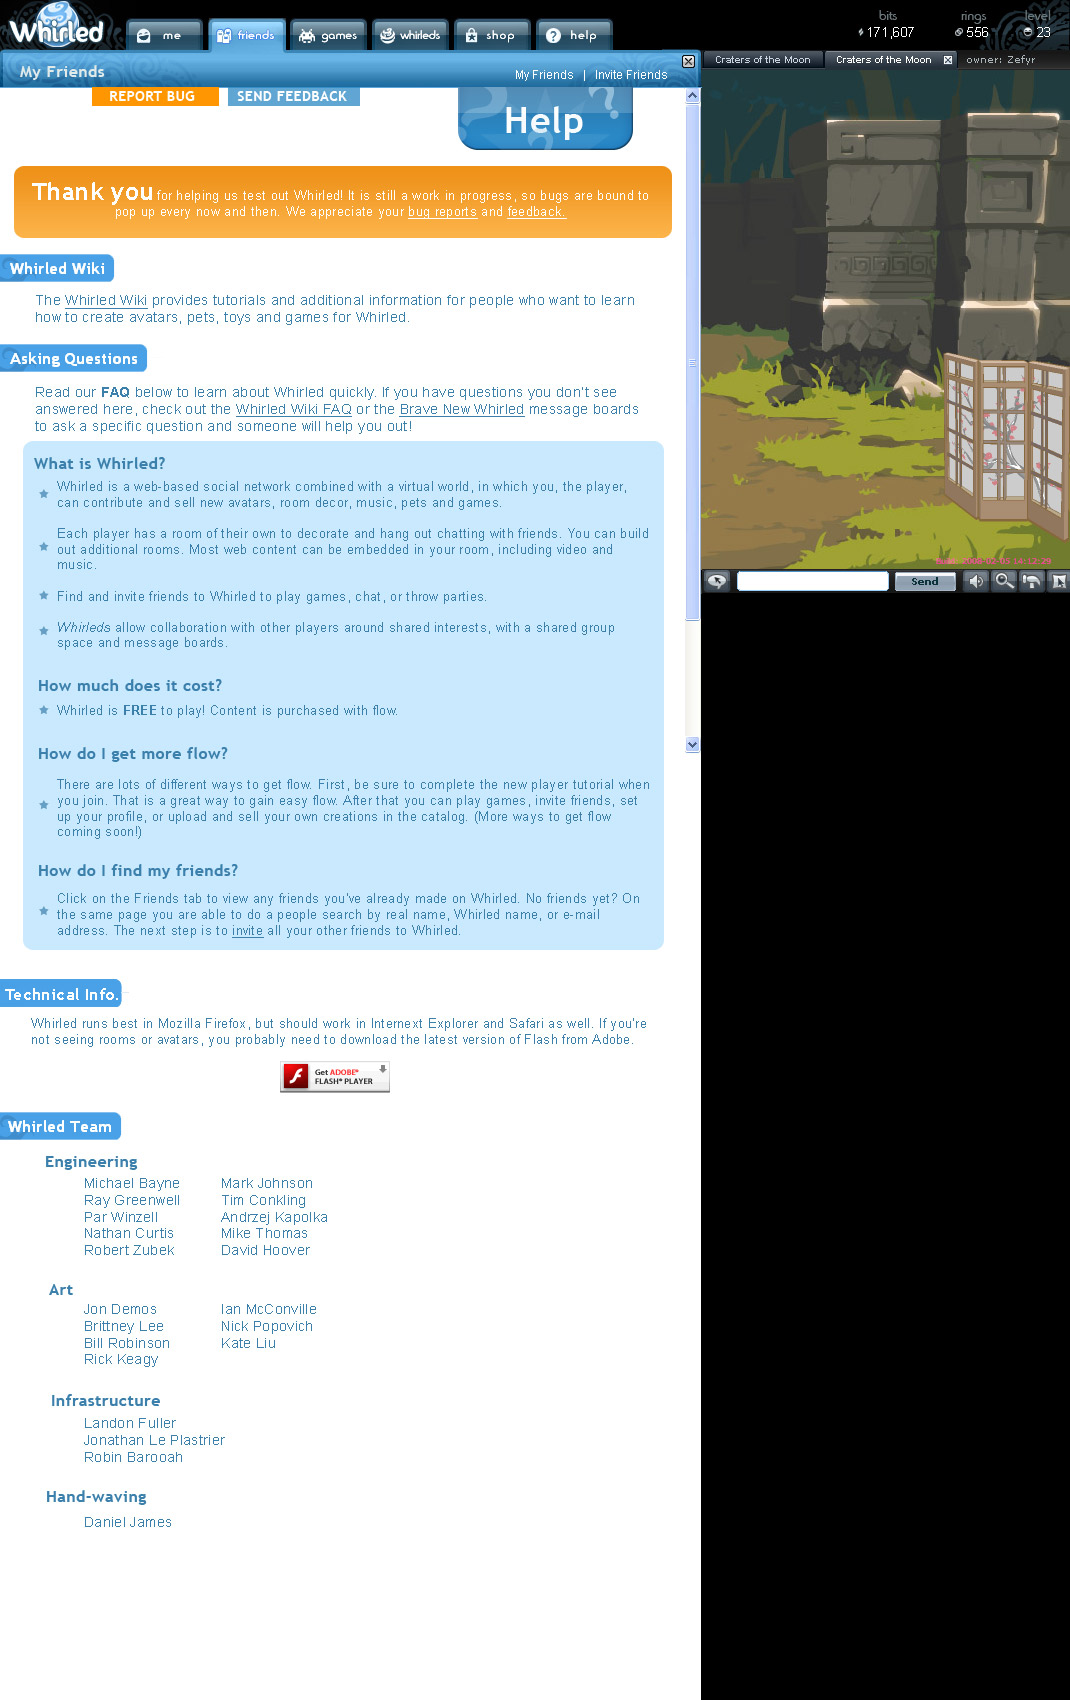 Whirled
me
friends
games
whirleds
shop
help
bits
171,607
rings
556
level
23
My Friends
My Friends | Invite Friends
Craters of the Moon
Craters of the Moon
owner: Zefyr
REPORT BUG
SEND FEEDBACK
Help
Thank you for helping us test out Whirled! It is still a work in progress, so bugs are bound to
pop up every now and then. We appreciate your bug reports and feedback.
Whirled Wiki
The Whirled Wiki provides tutorials and additional information for people who want to learn
how to create avatars, pets, toys and games for Whirled.
Asking Questions
Read our FAQ below to learn about Whirled quickly. If you have questions you don't see
answered here, check out the Whirled Wiki FAQ or the Brave New Whirled message boards
to ask a specific question and someone will help you out!
What is Whirled?
Whirled is a web-based social network combined with a virtual world, in which you, the player,
can contribute and sell new avatars, room decor, music, pets and games.
Each player has a room of their own to decorate and hang out chatting with friends. You can build
out additional rooms. Most web content can be embedded in your room, including video and
music.
Find and invite friends to Whirled to play games, chat, or throw parties.
Whirleds allow collaboration with other players around shared interests, with a shared group
space and message boards.
How much does it cost?
Whirled is FREE to play! Content is purchased with flow.
How do I get more flow?
There are lots of different ways to get flow. First, be sure to complete the new player tutorial when
you join. That is a great way to gain easy flow. After that you can play games, invite friends, set
up your profile, or upload and sell your own creations in the catalog. (More ways to get flow
coming soon!)
How do I find my friends?
Click on the Friends tab to view any friends you've already made on Whirled. No friends yet? On
the same page you are able to do a people search by real name, Whirled name, or e-mail
address. The next step is to invite all your other friends to Whirled.
Send
Technical Info.
Whirled runs best in Mozilla Firefox, but should work in Internext Explorer and Safari as well. If you're
not seeing rooms or avatars, you probably need to download the latest version of Flash from Adobe.
Get ADOBE®
FLASH® PLAYER
Whirled Team
Engineering
Michael Bayne Mark Johnson
Ray Greenwell Tim Conkling
Par Winzell Andrzej Kapolka
Nathan Curtis Mike Thomas
Robert Zubek David Hoover
Art
Jon Demos Ian McConville
Brittney Lee Nick Popovich
Bill Robinson Kate Liu
Rick Keagy
Infrastructure
Landon Fuller
Jonathan Le Plastrier
Robin Barooah
Hand-waving
Daniel James